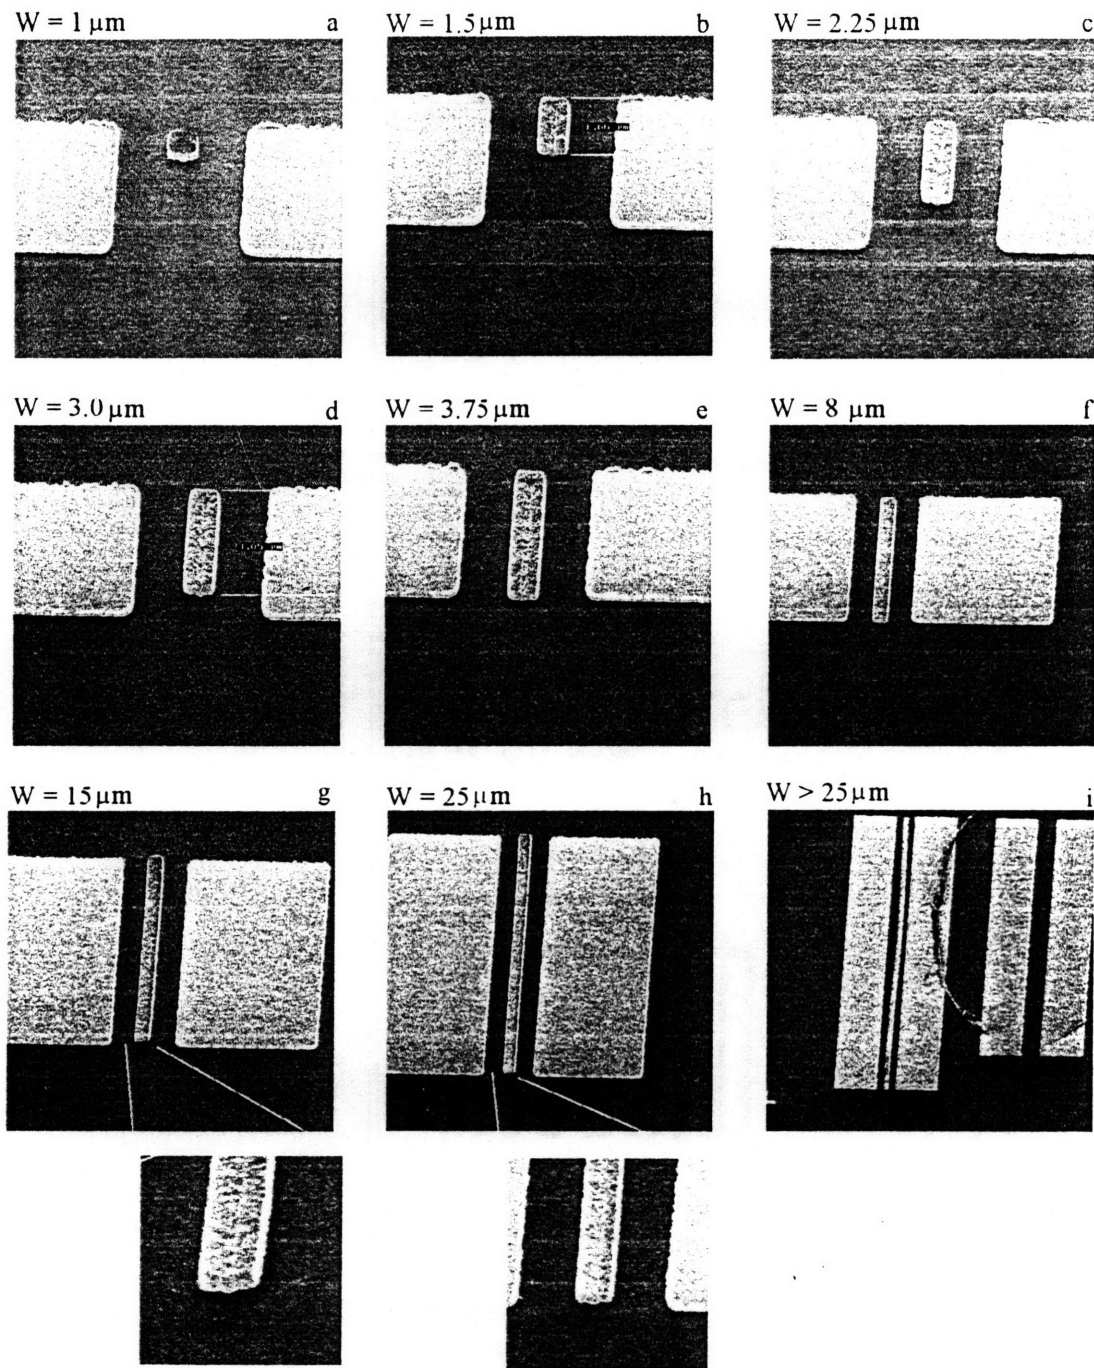 W = 1 μm a
W = 1.5 μm b
W = 2.25 μm c
W = 3.0 μm d
W = 3.75 μm e
W = 8 μm f
W = 15 μm g
W = 25 μm h
W > 25 μm i